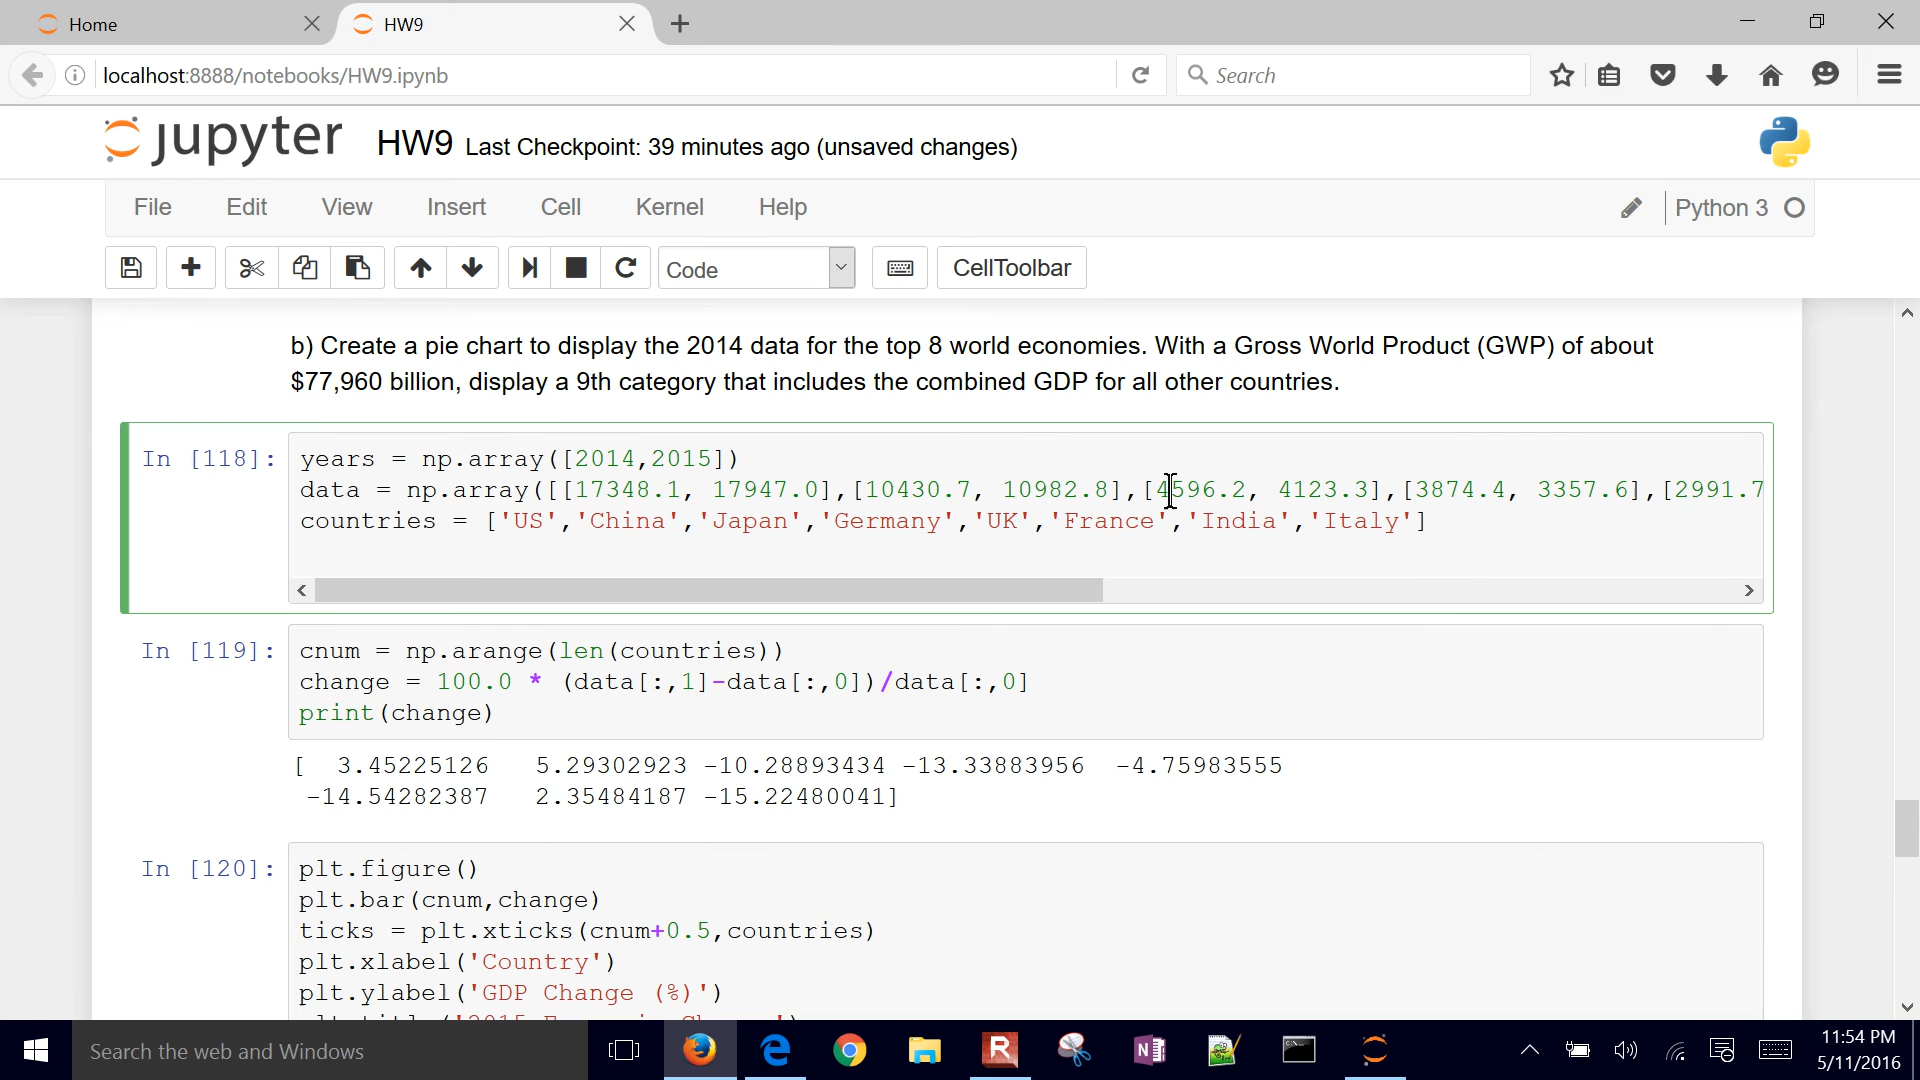 Home
HW9
localhost:8888/notebooks/HW9.ipynb
Search
jupyter
HW9 Last Checkpoint: 39 minutes ago (unsaved changes)
File Edit View Insert Cell Kernel Help
Python 3
Code
CellToolbar
b) Create a pie chart to display the 2014 data for the top 8 world economies. With a Gross World Product (GWP) of about
$77,960 billion, display a 9th category that includes the combined GDP for all other countries.
In [118]: years = np.array([2014,2015])
data = np.array([[17348.1, 17947.0],[10430.7, 10982.8],[4596.2, 4123.3],[3874.4, 3357.6],[2991.7
countries = ['US','China','Japan','Germany','UK','France','India','Italy']
In [119]: cnum = np.arange(len(countries))
change = 100.0 * (data[:,1]-data[:,0])/data[:,0]
print(change)
[ 3.45225126 5.29302923 -10.28893434 -13.33883956 -4.75983555
-14.54282387 2.35484187 -15.22480041]
In [120]: plt.figure()
plt.bar(cnum,change)
ticks = plt.xticks(cnum+0.5,countries)
plt.xlabel('Country')
plt.ylabel('GDP Change (%)')
Search the web and Windows
11:54 PM
5/11/2016